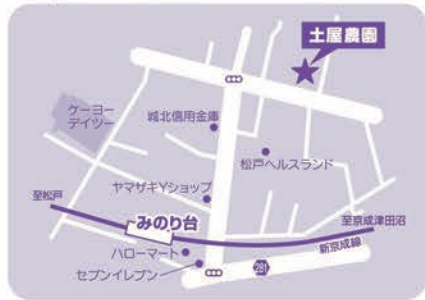 土屋農園
ケーヨー
デイツー
城北信用金庫
松戸ヘルスランド
ヤマザキYショップ
至松戸
みのり台
至京成津田沼
新京成線
ハローマート
セブンイレブン
281